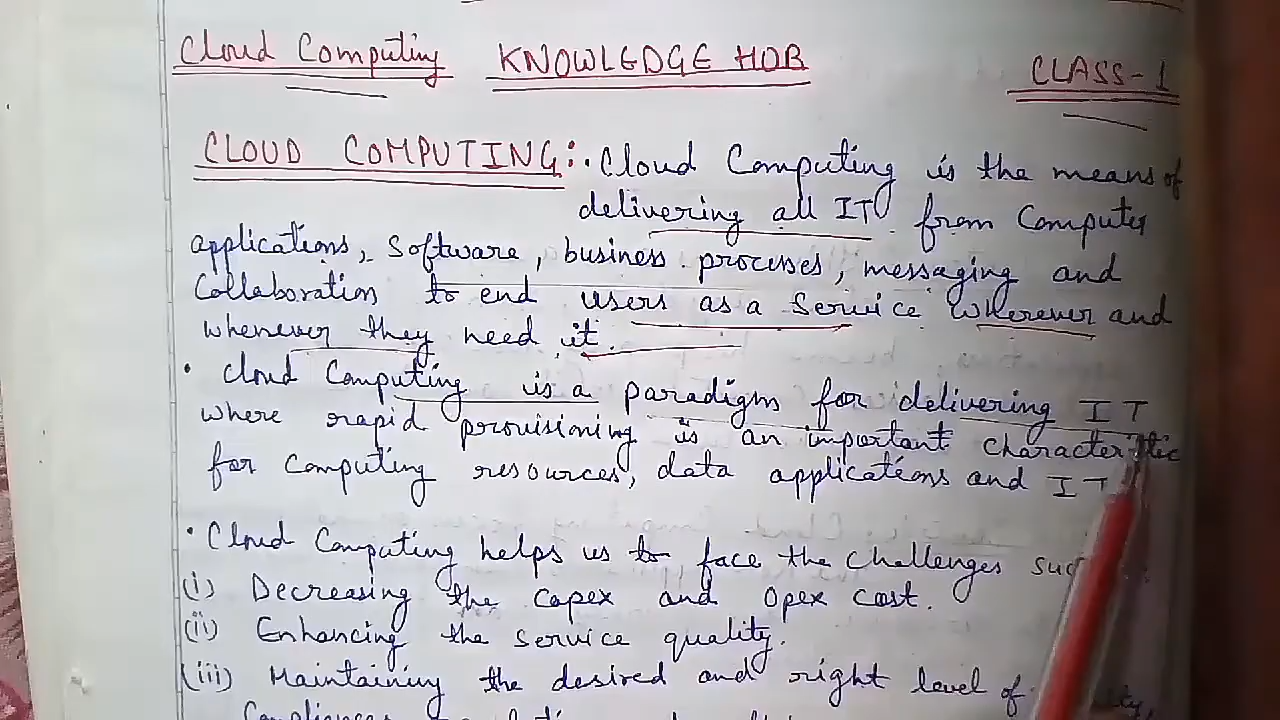 Cloud Computing KNOWLEDGE HUB CLASS-1
CLOUD COMPUTING: • Cloud Computing is the means of
delivering all IT from Computer
applications, Software, business processes, messaging and
Collaboration to end users as a Service wherever and
whenever they need it.
• Cloud Computing is a paradigm for delivering IT
where rapid provisioning is an important characteristic
for Computing resources, data applications and IT
• Cloud Computing helps us to face the challenges
(i) Decreasing the capex and opex cost.
(ii) Enhancing the service quality.
(iii) Maintaining the desired and right level of